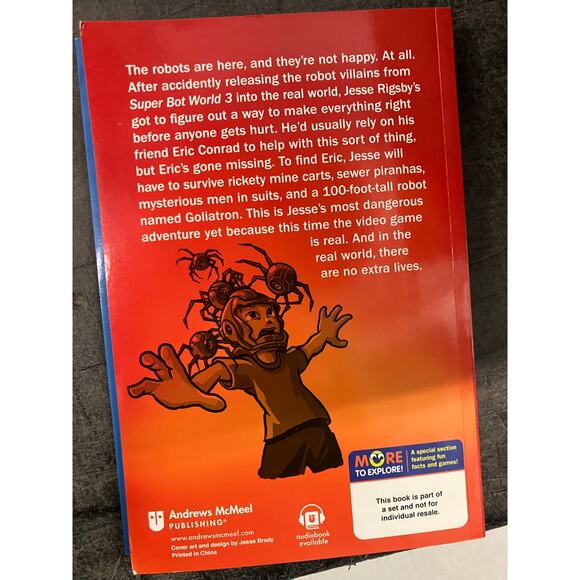 The robots are here, and they're not happy. At all.
After accidently releasing the robot villains from
Super Bot World 3 into the real world, Jesse Rigsby's
got to figure out a way to make everything right
before anyone gets hurt. He'd usually rely on his
friend Eric Conrad to help with this sort of thing,
but Eric's gone missing. To find Eric, Jesse will
have to survive rickety mine carts, sewer piranhas,
mysterious men in suits, and a 100-foot-tall robot
named Goliatron. This is Jesse's most dangerous
adventure yet because this time the video game
is real. And in the
real world, there
are no extra lives.
MORE
TO EXPLORE!
A special section
featuring fun
facts and games!
This book is part of
a set and not for
individual resale.
Andrews McMeel
PUBLISHING®
www.andrewsmcmeel.com
Cover art and design by Jesse Brady
Printed in China
audiobook
available